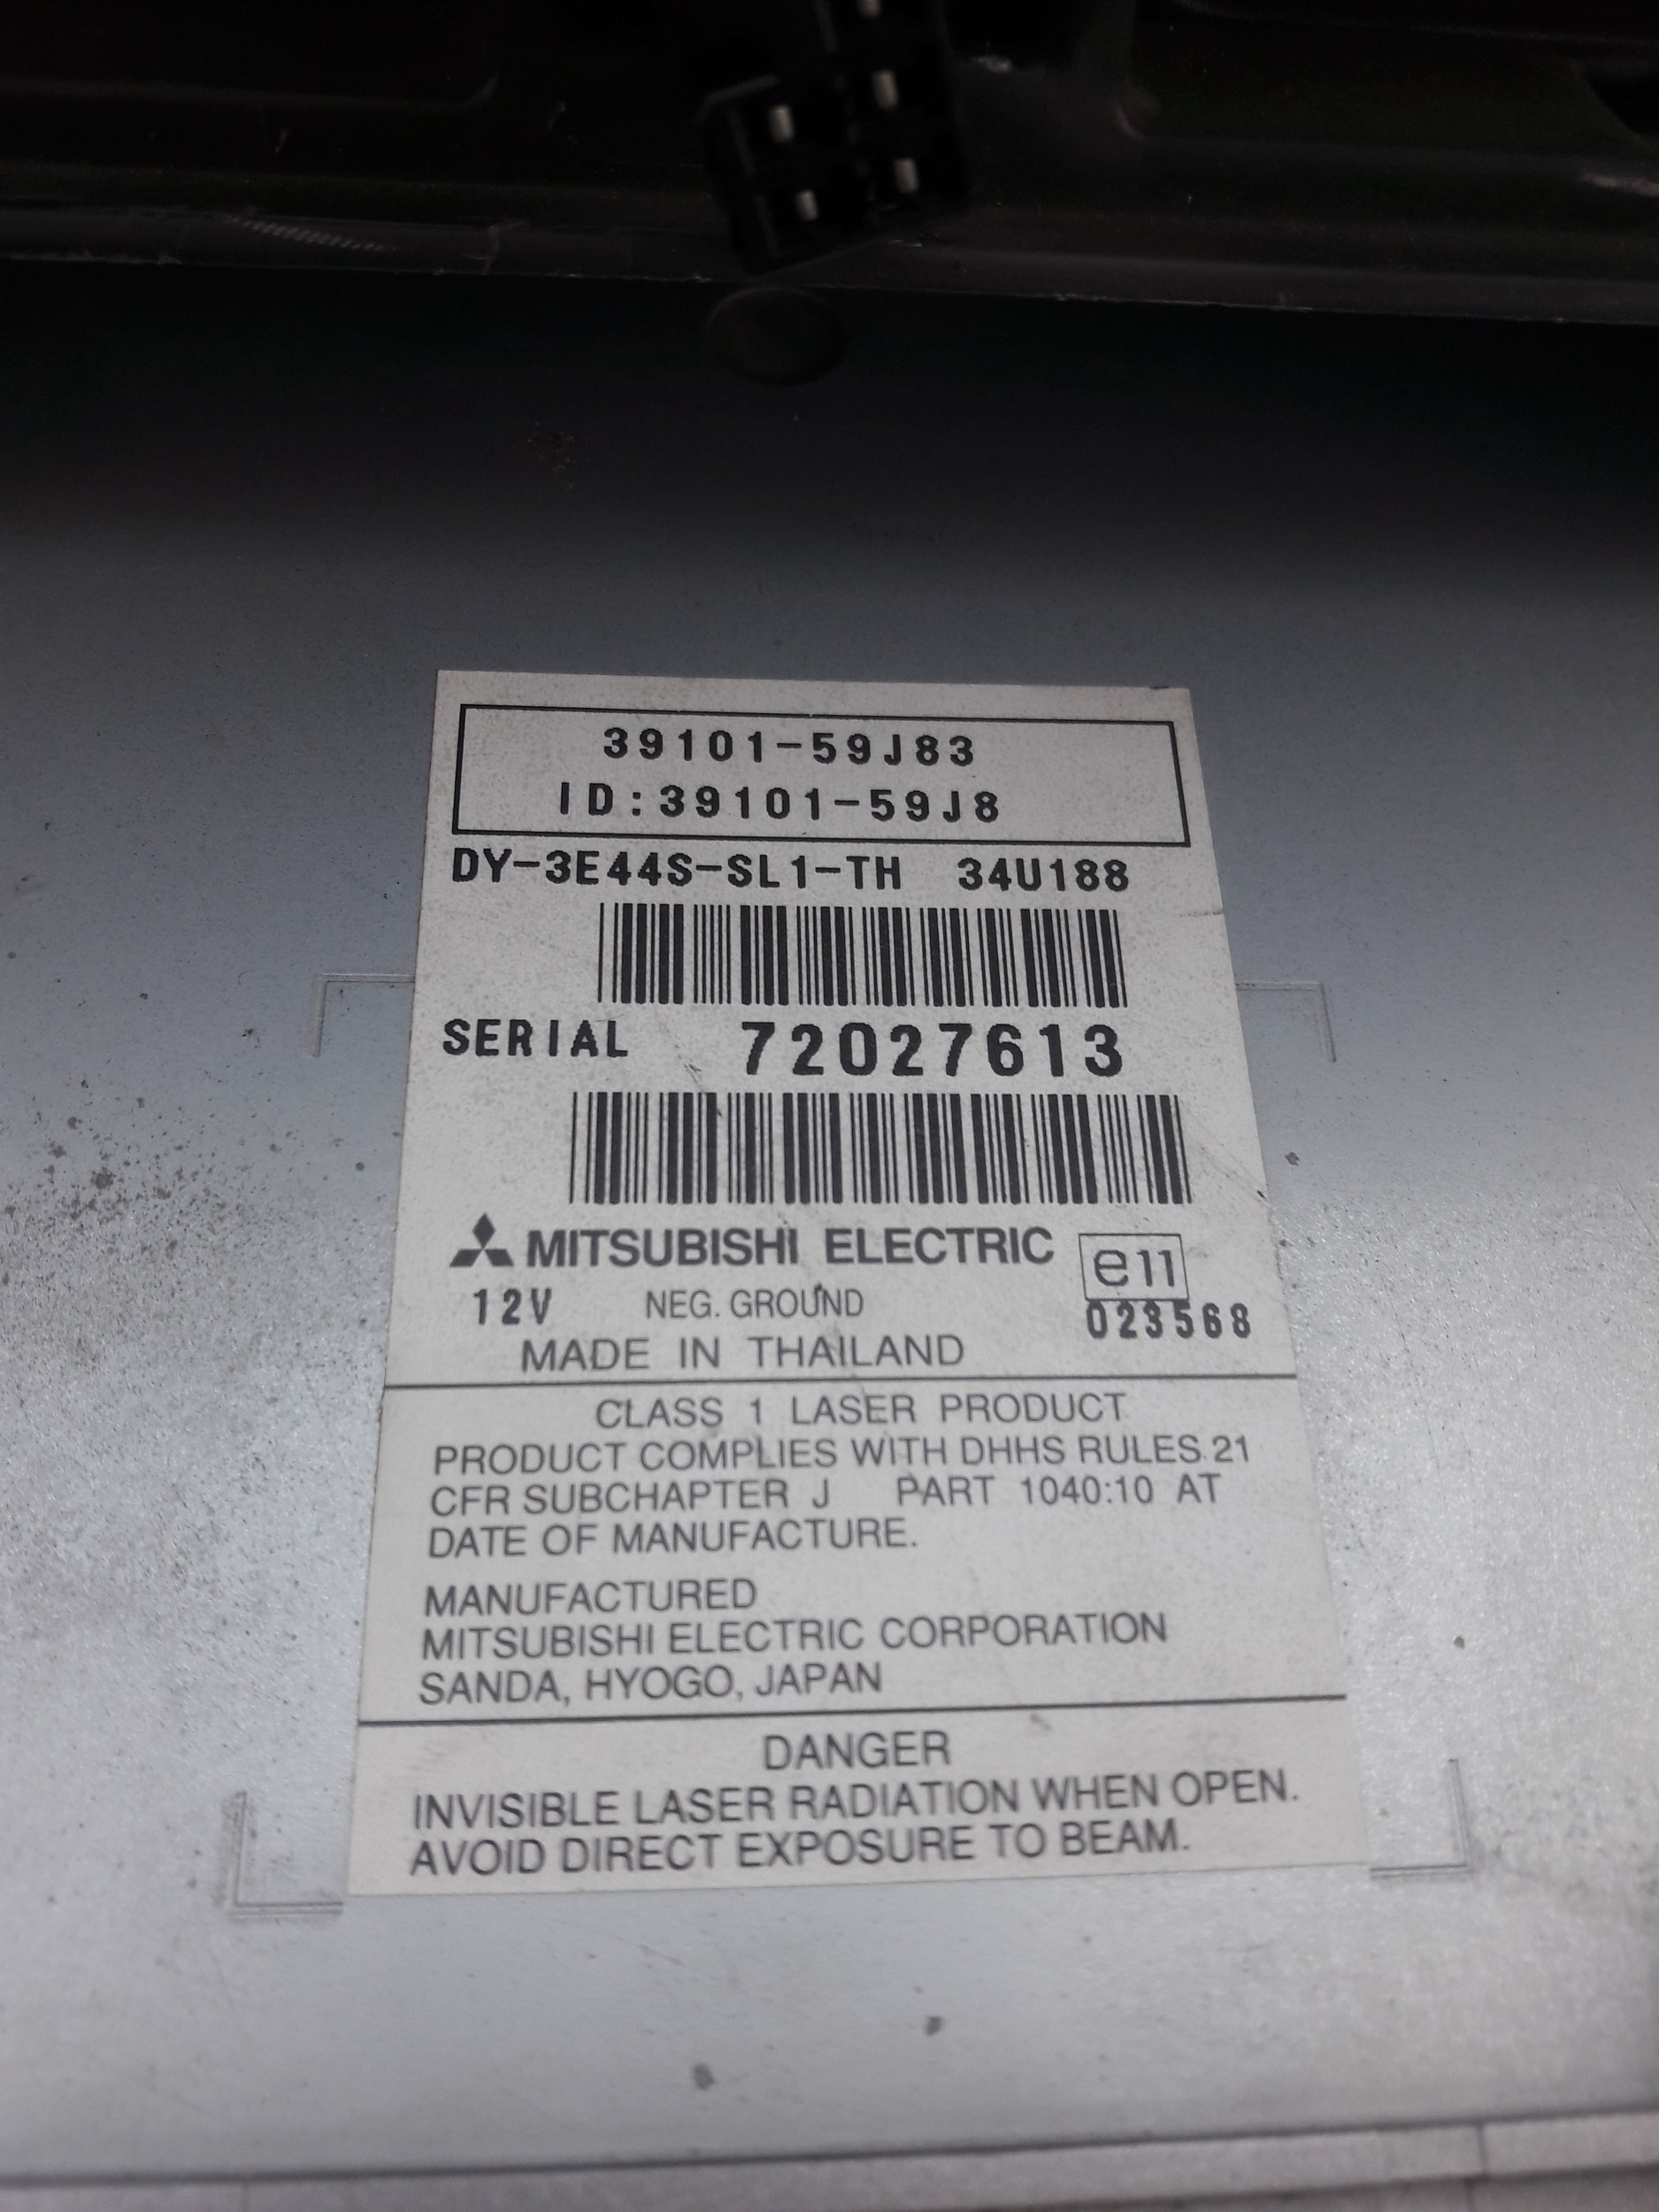 39101-59J83
ID:39101-59J8
DY-3E44S-SL1-TH 34U188
SERIAL 72027613
MITSUBISHI ELECTRIC e11
12V NEG. GROUND 023568
MADE IN THAILAND
CLASS 1 LASER PRODUCT
PRODUCT COMPLIES WITH DHHS RULES 21
CFR SUBCHAPTER J PART 1040:10 AT
DATE OF MANUFACTURE.
MANUFACTURED
MITSUBISHI ELECTRIC CORPORATION
SANDA, HYOGO, JAPAN
DANGER
INVISIBLE LASER RADIATION WHEN OPEN.
AVOID DIRECT EXPOSURE TO BEAM.